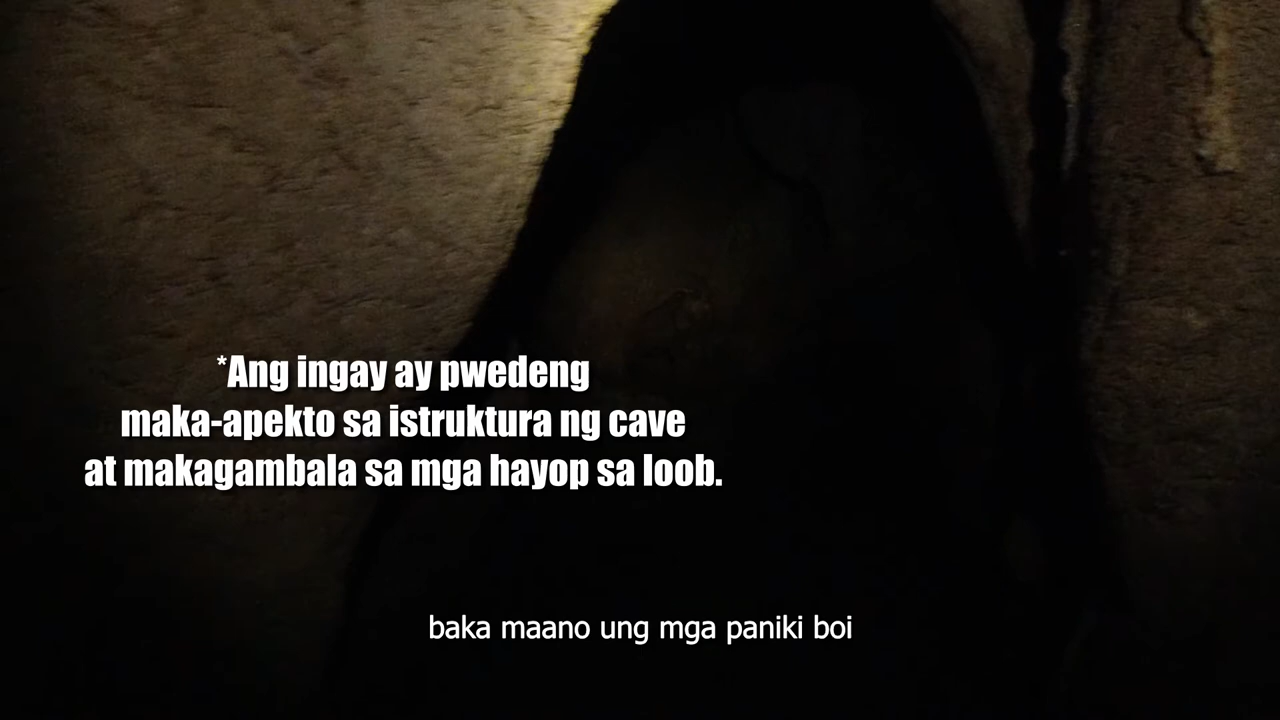 *Ang ingay ay pwedeng
maka-apekto sa istruktura ng cave
at makagambala sa mga hayop sa loob.
baka maano ung mga paniki boi